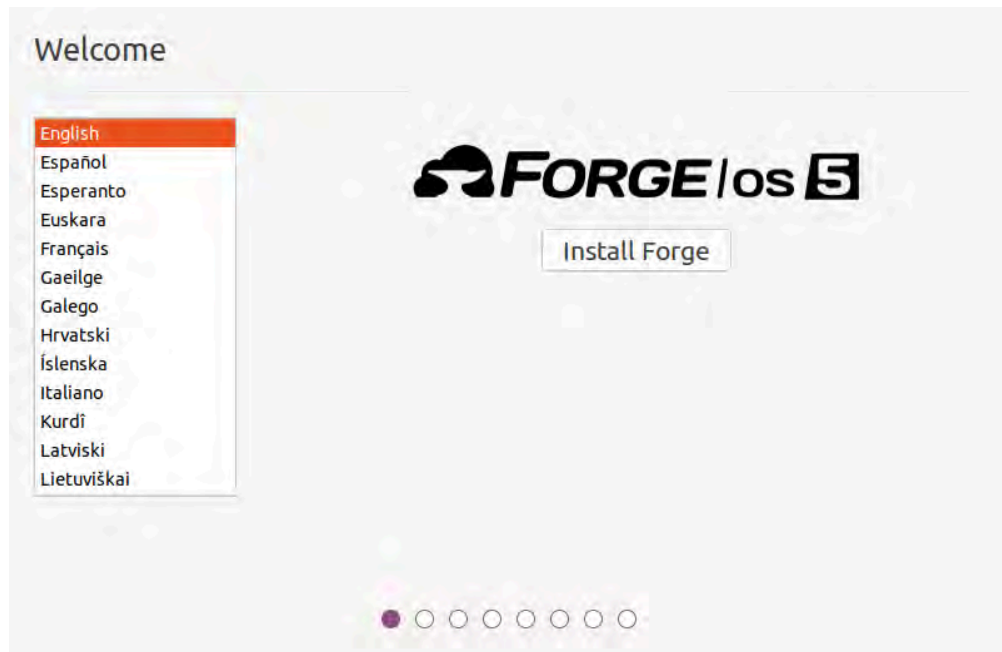 Welcome
English
Español
Esperanto
Euskara
Français
Gaeilge
Galego
Hrvatski
Íslenska
Italiano
Kurdî
Latviski
Lietuviškai
FORGE/OS 5
Install Forge